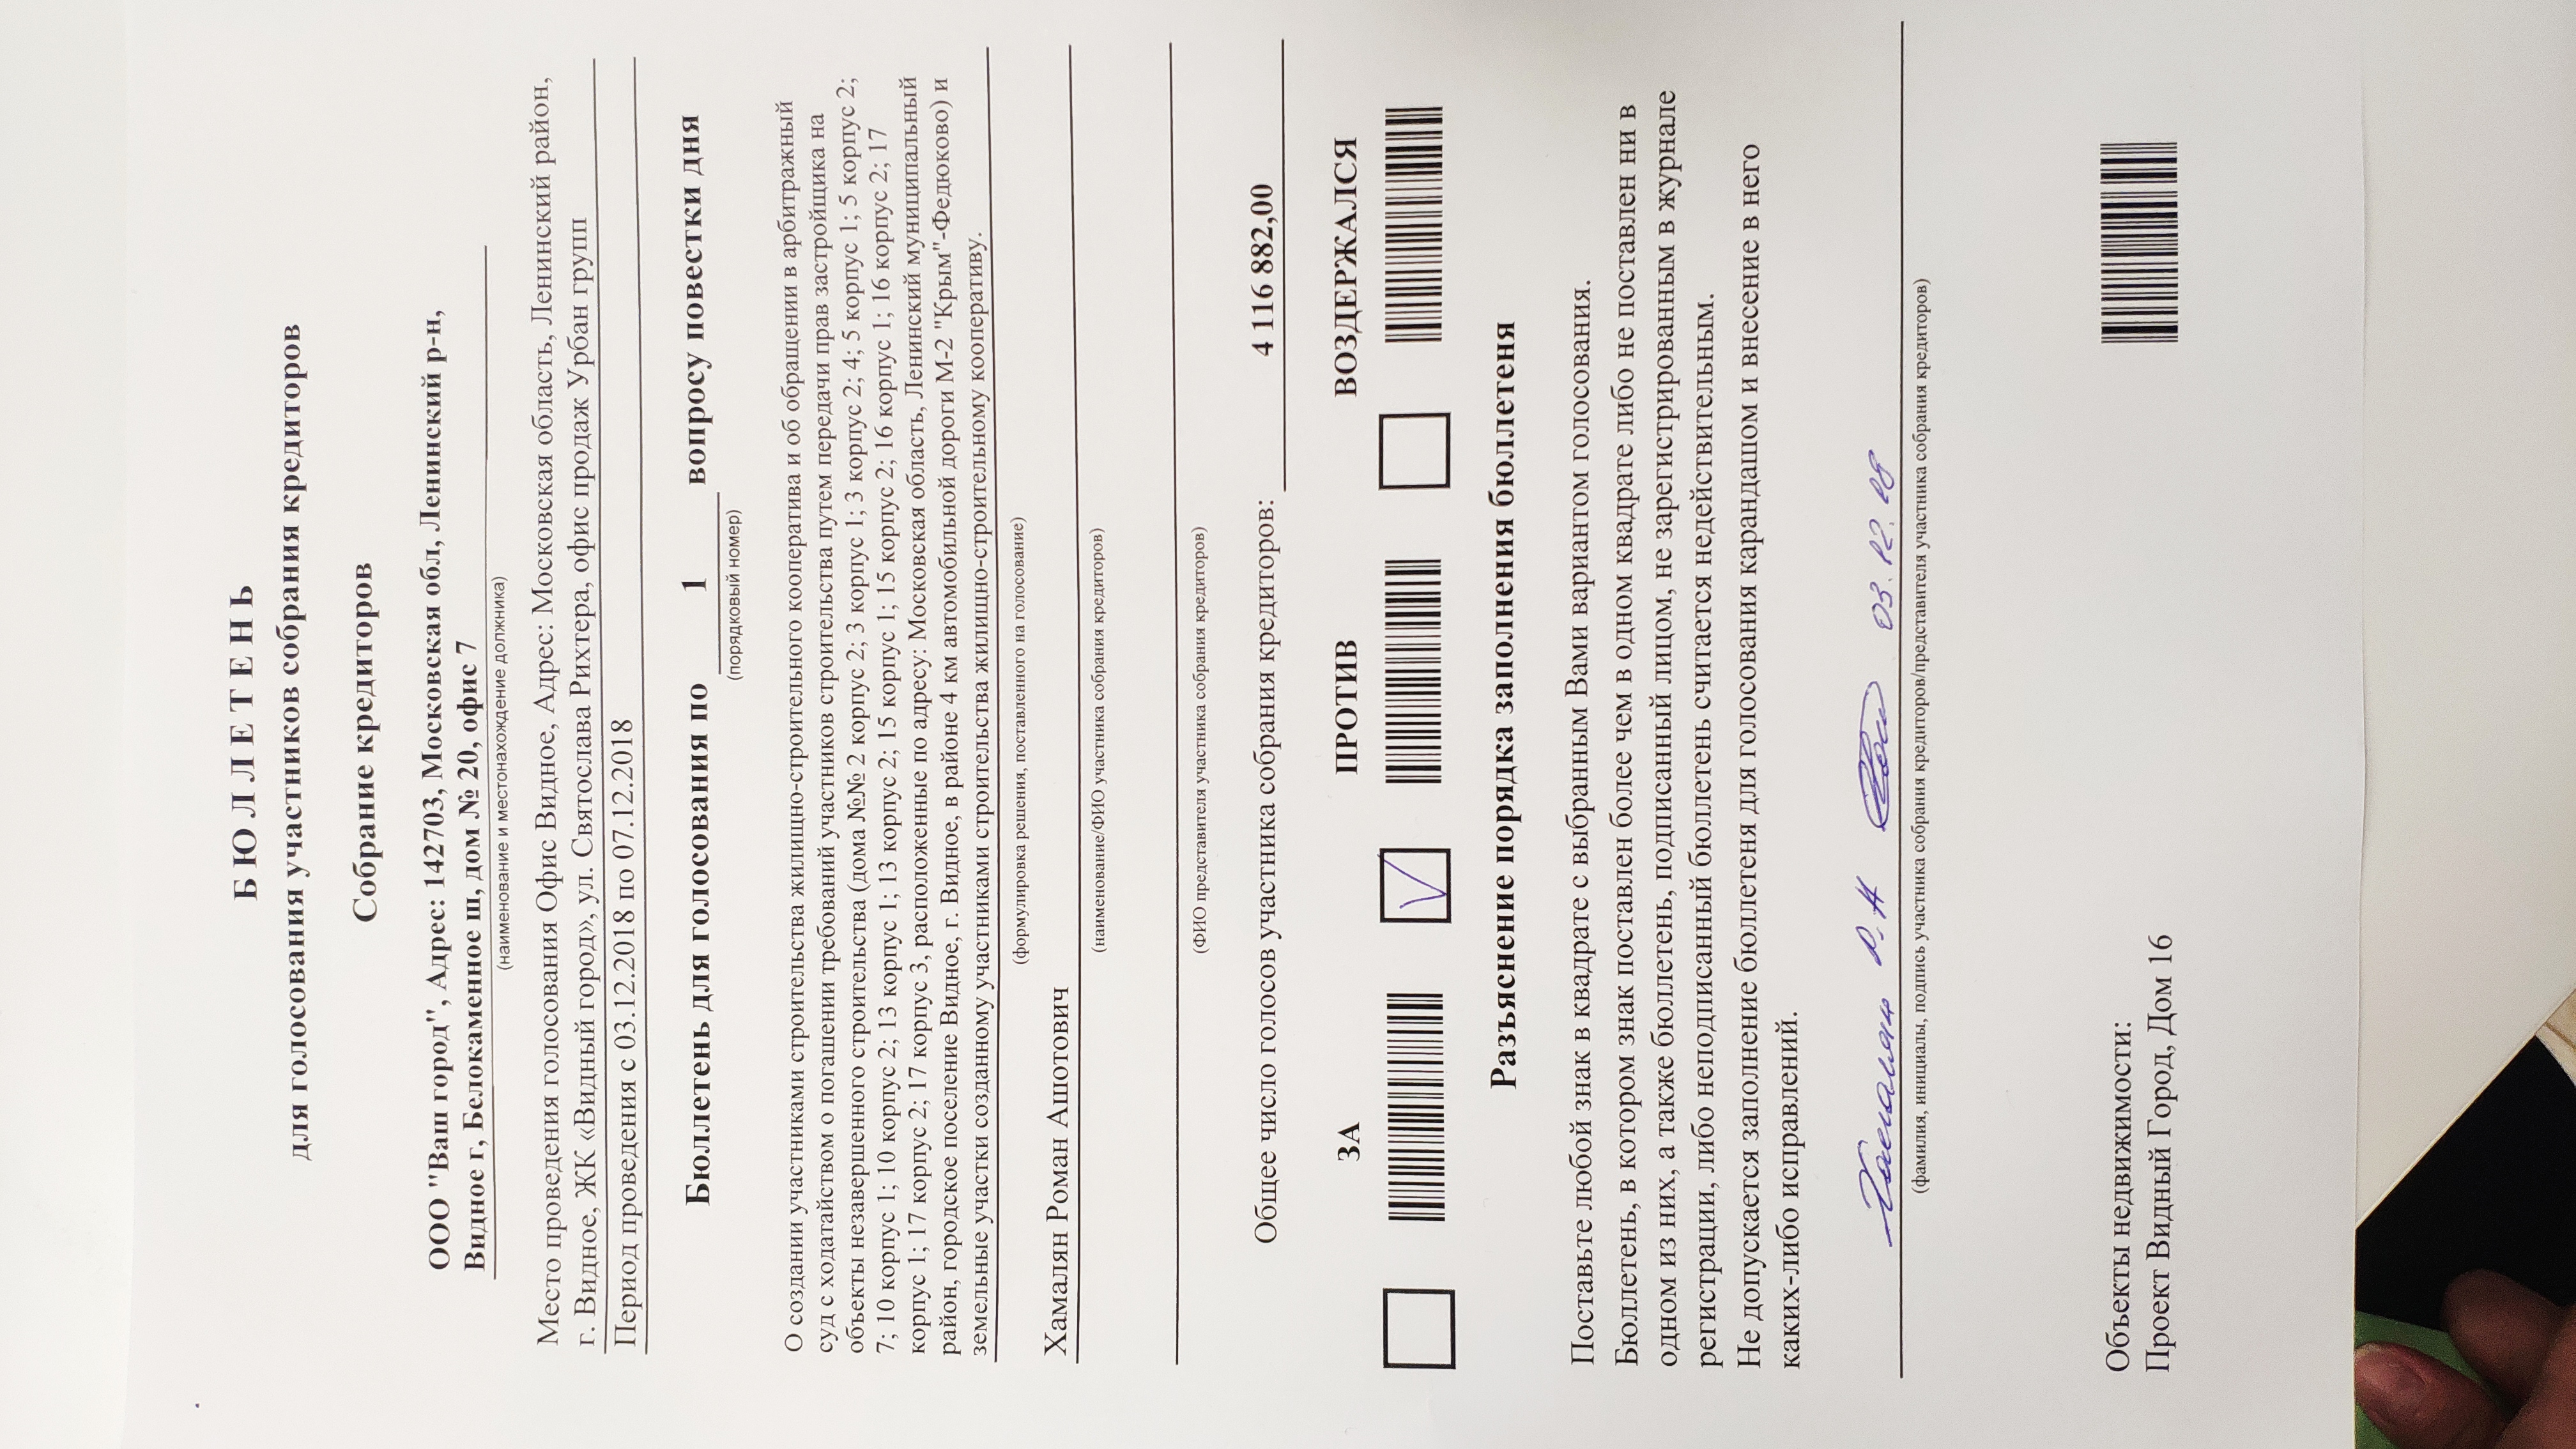 БЮЛЛЕТЕНЬ
для голосования участников собрания кредиторов
Собрание кредиторов
ООО "Ваш город", Адрес: 142703, Московская обл, Ленинский р-н,
Видное г, Белокаменное ш, дом № 20, офис 7
(наименование и местонахождение должника)
Место проведения голосования Офис Видное, Адрес: Московская область, Ленинский район,
г. Видное, ЖК «Видный город», ул. Святослава Рихтера, офис продаж Урбан групп
Период проведения с 03.12.2018 по 07.12.2018
Бюллетень для голосования по 1 вопросу повестки дня
(порядковый номер)
О создании участниками строительства жилищно-строительного кооператива и об обращении в арбитражный
суд с ходатайством о погашении требований участников строительства путем передачи прав застройщика на
объекты незавершенного строительства (дома №№ 2 корпус 2; 3 корпус 1; 3 корпус 2; 4; 5 корпус 1; 5 корпус 2;
7; 10 корпус 1; 10 корпус 2; 13 корпус 1; 13 корпус 2; 15 корпус 1; 15 корпус 2; 16 корпус 1; 16 корпус 2; 17
корпус 1; 17 корпус 2; 17 корпус 3, расположенные по адресу: Московская область, Ленинский муниципальный
район, городское поселение Видное, г. Видное, в районе 4 км автомобильной дороги М-2 "Крым"-Федюково) и
земельные участки созданному участниками строительства жилищно-строительному кооперативу.
(формулировка решения, поставленного на голосование)
Хамалян Роман Ашотович
(наименование/ФИО участника собрания кредиторов)
(ФИО представителя участника собрания кредиторов)
Общее число голосов участника собрания кредиторов: 4 116 882,00
ЗА ПРОТИВ ВОЗДЕРЖАЛСЯ
Разъяснение порядка заполнения бюллетеня
Поставьте любой знак в квадрате с выбранным Вами вариантом голосования.
Бюллетень, в котором знак поставлен более чем в одном квадрате либо не поставлен ни в
одном из них, а также бюллетень, подписанный лицом, не зарегистрированным в журнале
регистрации, либо неподписанный бюллетень считается недействительным.
Не допускается заполнение бюллетеня для голосования карандашом и внесение в него
каких-либо исправлений.
Хамалян Р.А 03.12.18
(фамилия, инициалы, подпись участника собрания кредиторов/представителя участника собрания кредиторов)
Объекты недвижимости:
Проект Видный Город, Дом 16